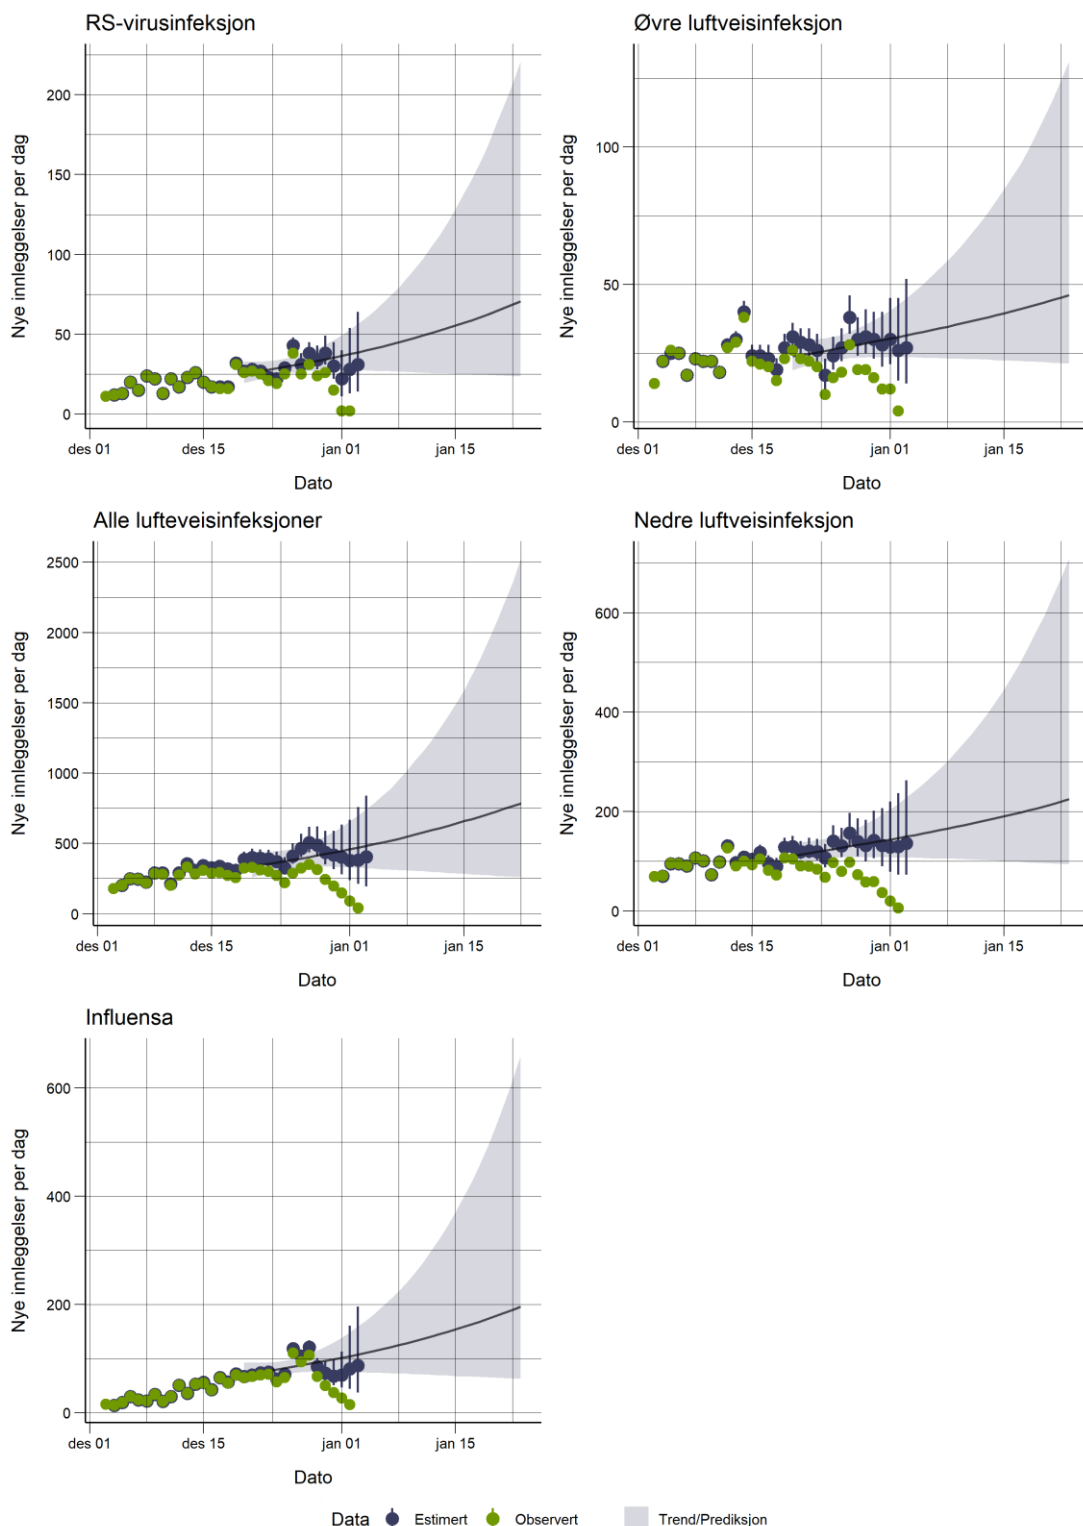 RS-virusinfeksjon
Nye innleggelser per dag
200
150
100
50
0
des 01
des 15
jan 01
jan 15
Dato
Øvre luftveisinfeksjon
Nye innleggelser per dag
100
50
0
des 01
des 15
jan 01
jan 15
Dato
Alle lufteveisinfeksjoner
Nye innleggelser per dag
2500
2000
1500
1000
500
0
des 01
des 15
jan 01
jan 15
Dato
Nedre luftveisinfeksjon
Nye innleggelser per dag
600
400
200
0
des 01
des 15
jan 01
jan 15
Dato
Influensa
Nye innleggelser per dag
600
400
200
0
des 01
des 15
jan 01
jan 15
Dato
Data Estimert Observert Trend/Prediksjon